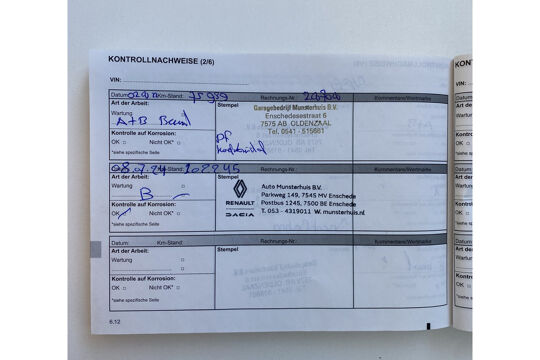 KONTROLLNACHWEISE (2/6)
VIN:
Datum: Km-Stand: 75939 Rechnungs-Nr.: Kommentare/Wertmarke
Art der Arbeit: Stempel
Wartung
A+B
Garagebedrijf Munsterhuis B.V.
Enschedesestraat 6
7575 AB OLDENZAAL
Tel. 0541 - 515661
Kontrolle auf Korrosion:
OK Nicht OK*
*siehe spezifische Seite
Datum: 08.07.24 Km-Stand: 102245 Rechnungs-Nr.: Kommentare/Wertmarke
Art der Arbeit: Stempel
Wartung
B
Kontrolle auf Korrosion:
OK Nicht OK*
*siehe spezifische Seite
RENAULT
DACIA
Auto Munsterhuis B.V.
Parkweg 149, 7545 MV Enschede
Postbus 1245, 7500 BE Enschede
T. 053 - 4319011 W. munsterhuis.nl
Datum: Km-Stand: Rechnungs-Nr.: Kommentare/Wertmarke
Art der Arbeit: Stempel
Wartung
Kontrolle auf Korrosion:
OK Nicht OK*
*siehe spezifische Seite
6.12